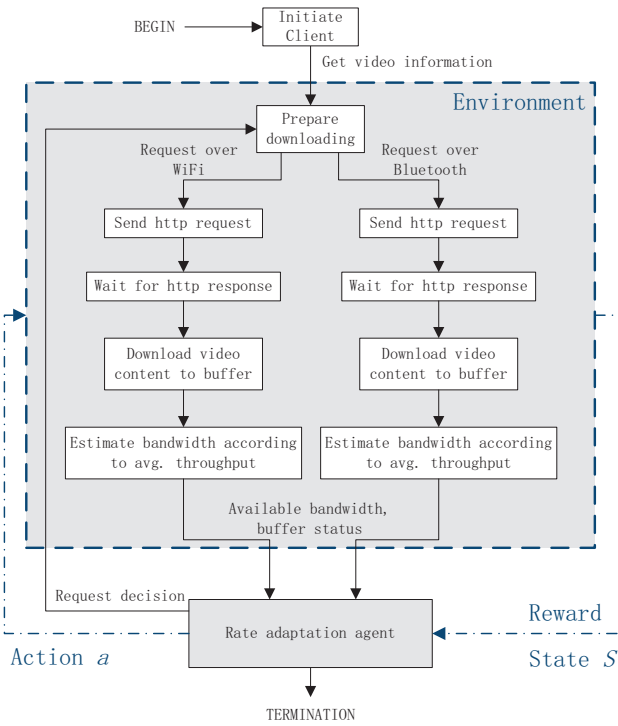 BEGIN
Initiate
Client
Get video information
Environment
Prepare
downloading
Request over
WiFi
Request over
Bluetooth
Send http request
Send http request
Wait for http response
Wait for http response
Download video
content to buffer
Download video
content to buffer
Estimate bandwidth according
to avg. throughput
Estimate bandwidth according
to avg. throughput
Available bandwidth,
buffer status
Request decision
Rate adaptation agent
Reward
Action a
State S
TERMINATION